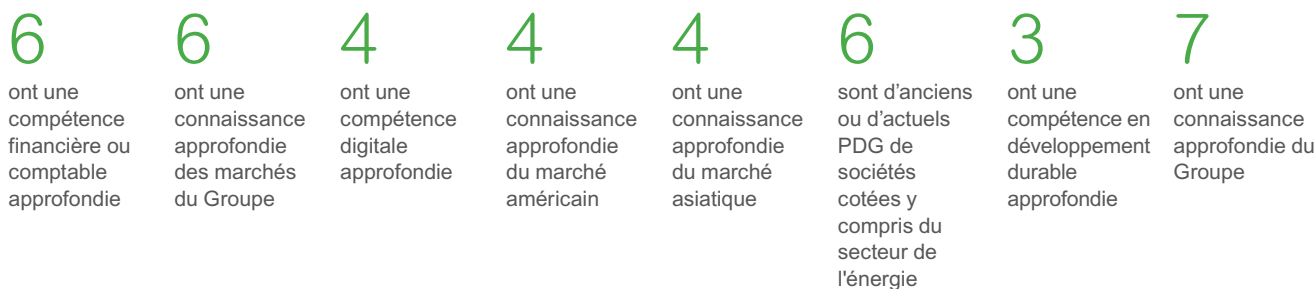 6
ont une
compétence
financière ou
comptable
approfondie
6
ont une
connaissance
approfondie
des marchés
du Groupe
4
ont une
compétence
digitale
approfondie
4
ont une
connaissance
approfondie
du marché
américain
4
ont une
connaissance
approfondie
du marché
asiatique
6
sont d’anciens
ou d’actuels
PDG de
sociétés
cotées y
compris du
secteur de
l'énergie
3
ont une
compétence en
développement
durable
approfondie
7
ont une
connaissance
approfondie du
Groupe